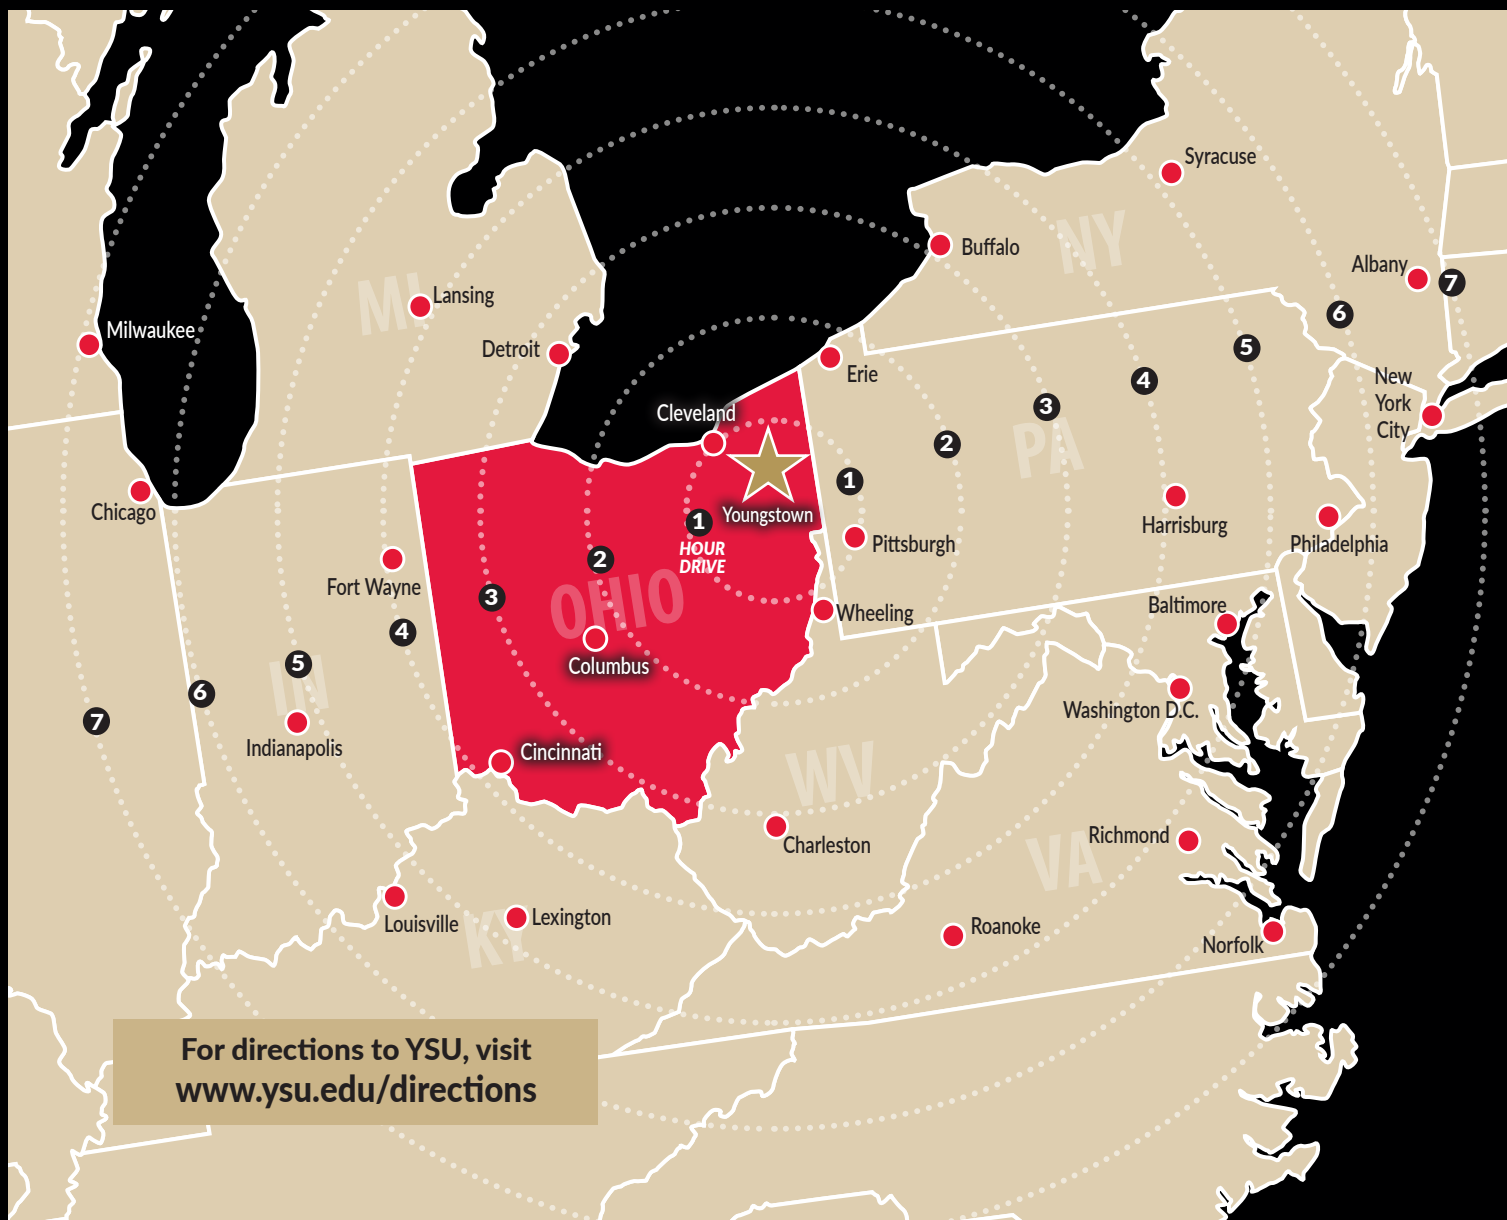 Syracuse
NY
Buffalo
Albany
7
MI
Lansing
6
Milwaukee
Detroit
5
Erie
4
New
York
City
3
Cleveland
PA
2
1
Chicago
Youngstown
1
HOUR
DRIVE
Harrisburg
Pittsburgh
Philadelphia
2
Fort Wayne
3
OHIO
Wheeling
Baltimore
4
Columbus
5
IN
6
Washington D.C.
7
Indianapolis
Cincinnati
WV
Charleston
Richmond
VA
Louisville
KY
Lexington
Roanoke
Norfolk
For directions to YSU, visit
www.ysu.edu/directions